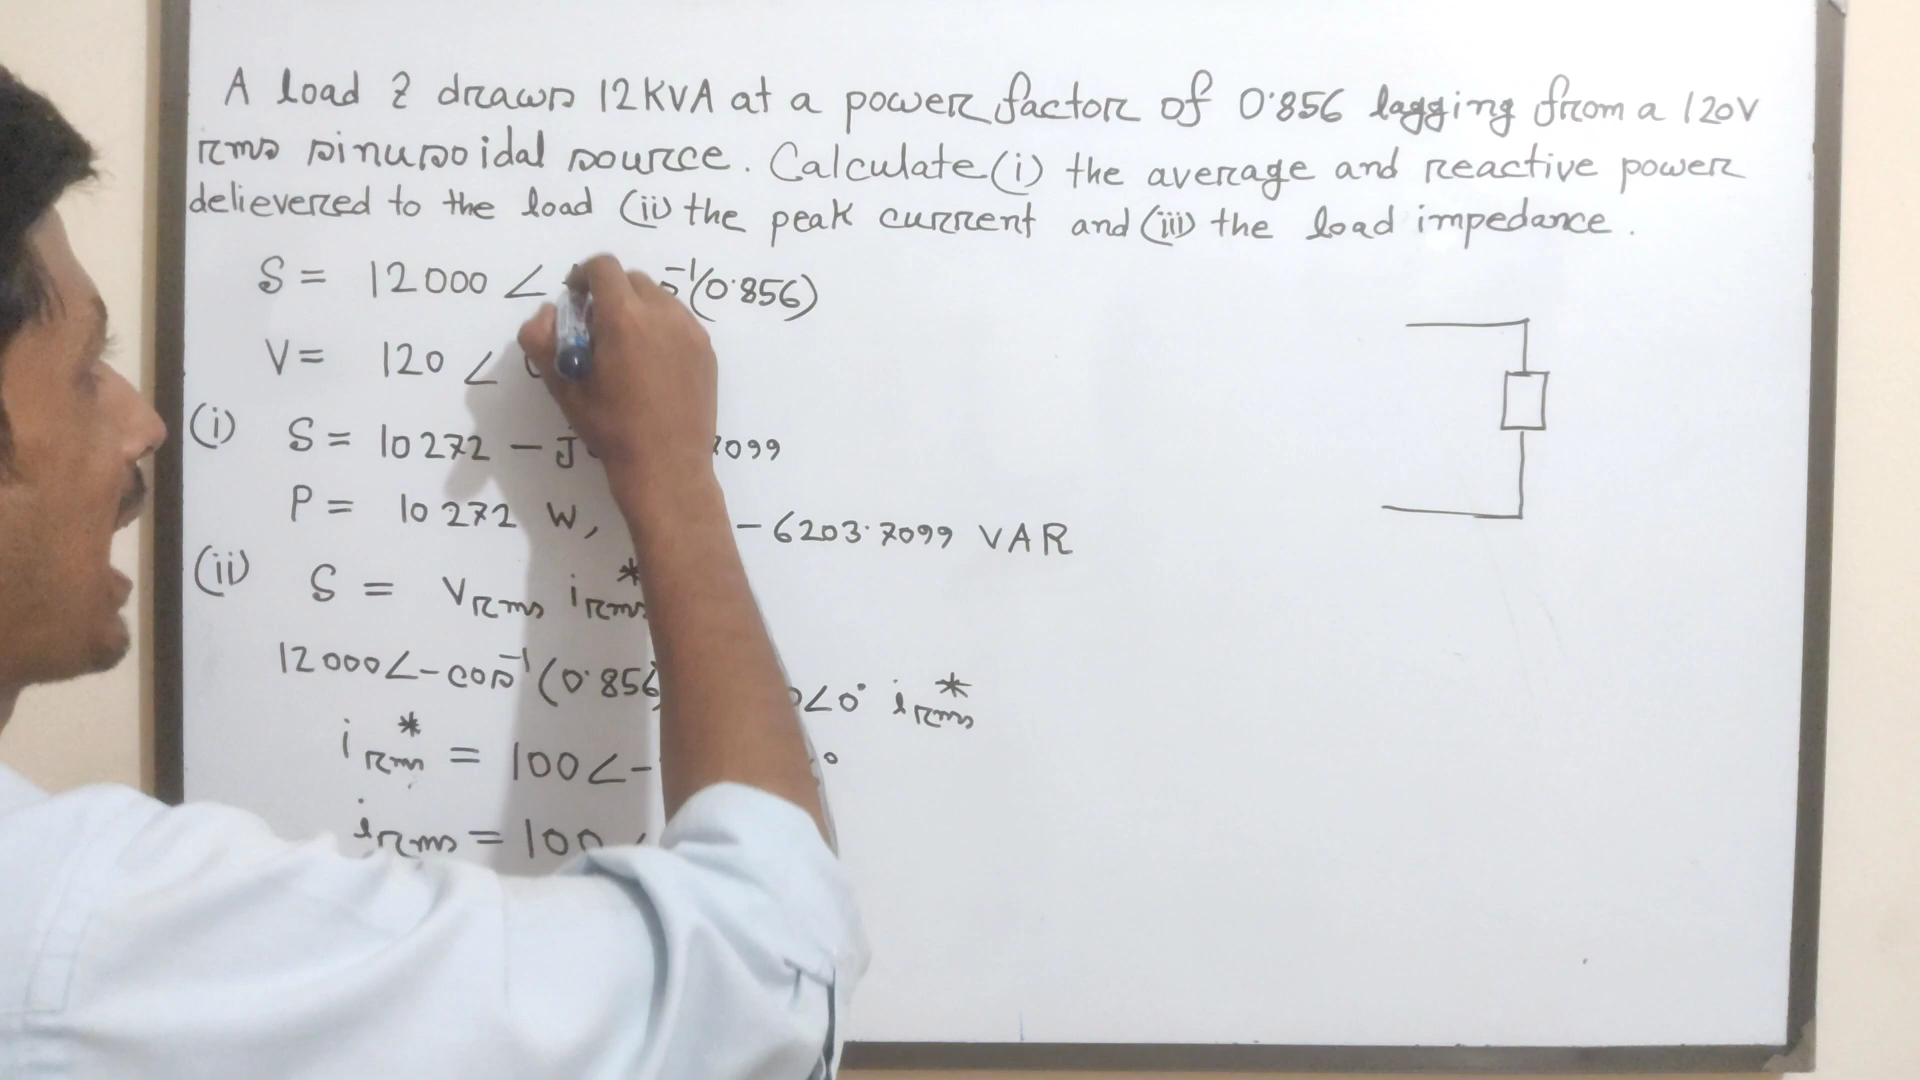 A load Z draws 12KVA at a power factor of 0.856 lagging from a 120V
rms sinusoidal source. Calculate (i) the average and reactive power
delievered to the load (ii) the peak current and (iii) the load impedance.
S = 12000 ∠ (0.856)
V = 120 ∠
(i) S = 10272 - j 7099
P = 10272 W, - 6203.7099 VAR
(ii) S = Vrms irms*
12000∠-cos⁻¹(0.856 ∠0° irms*
irms* = 100∠- °
irms = 100